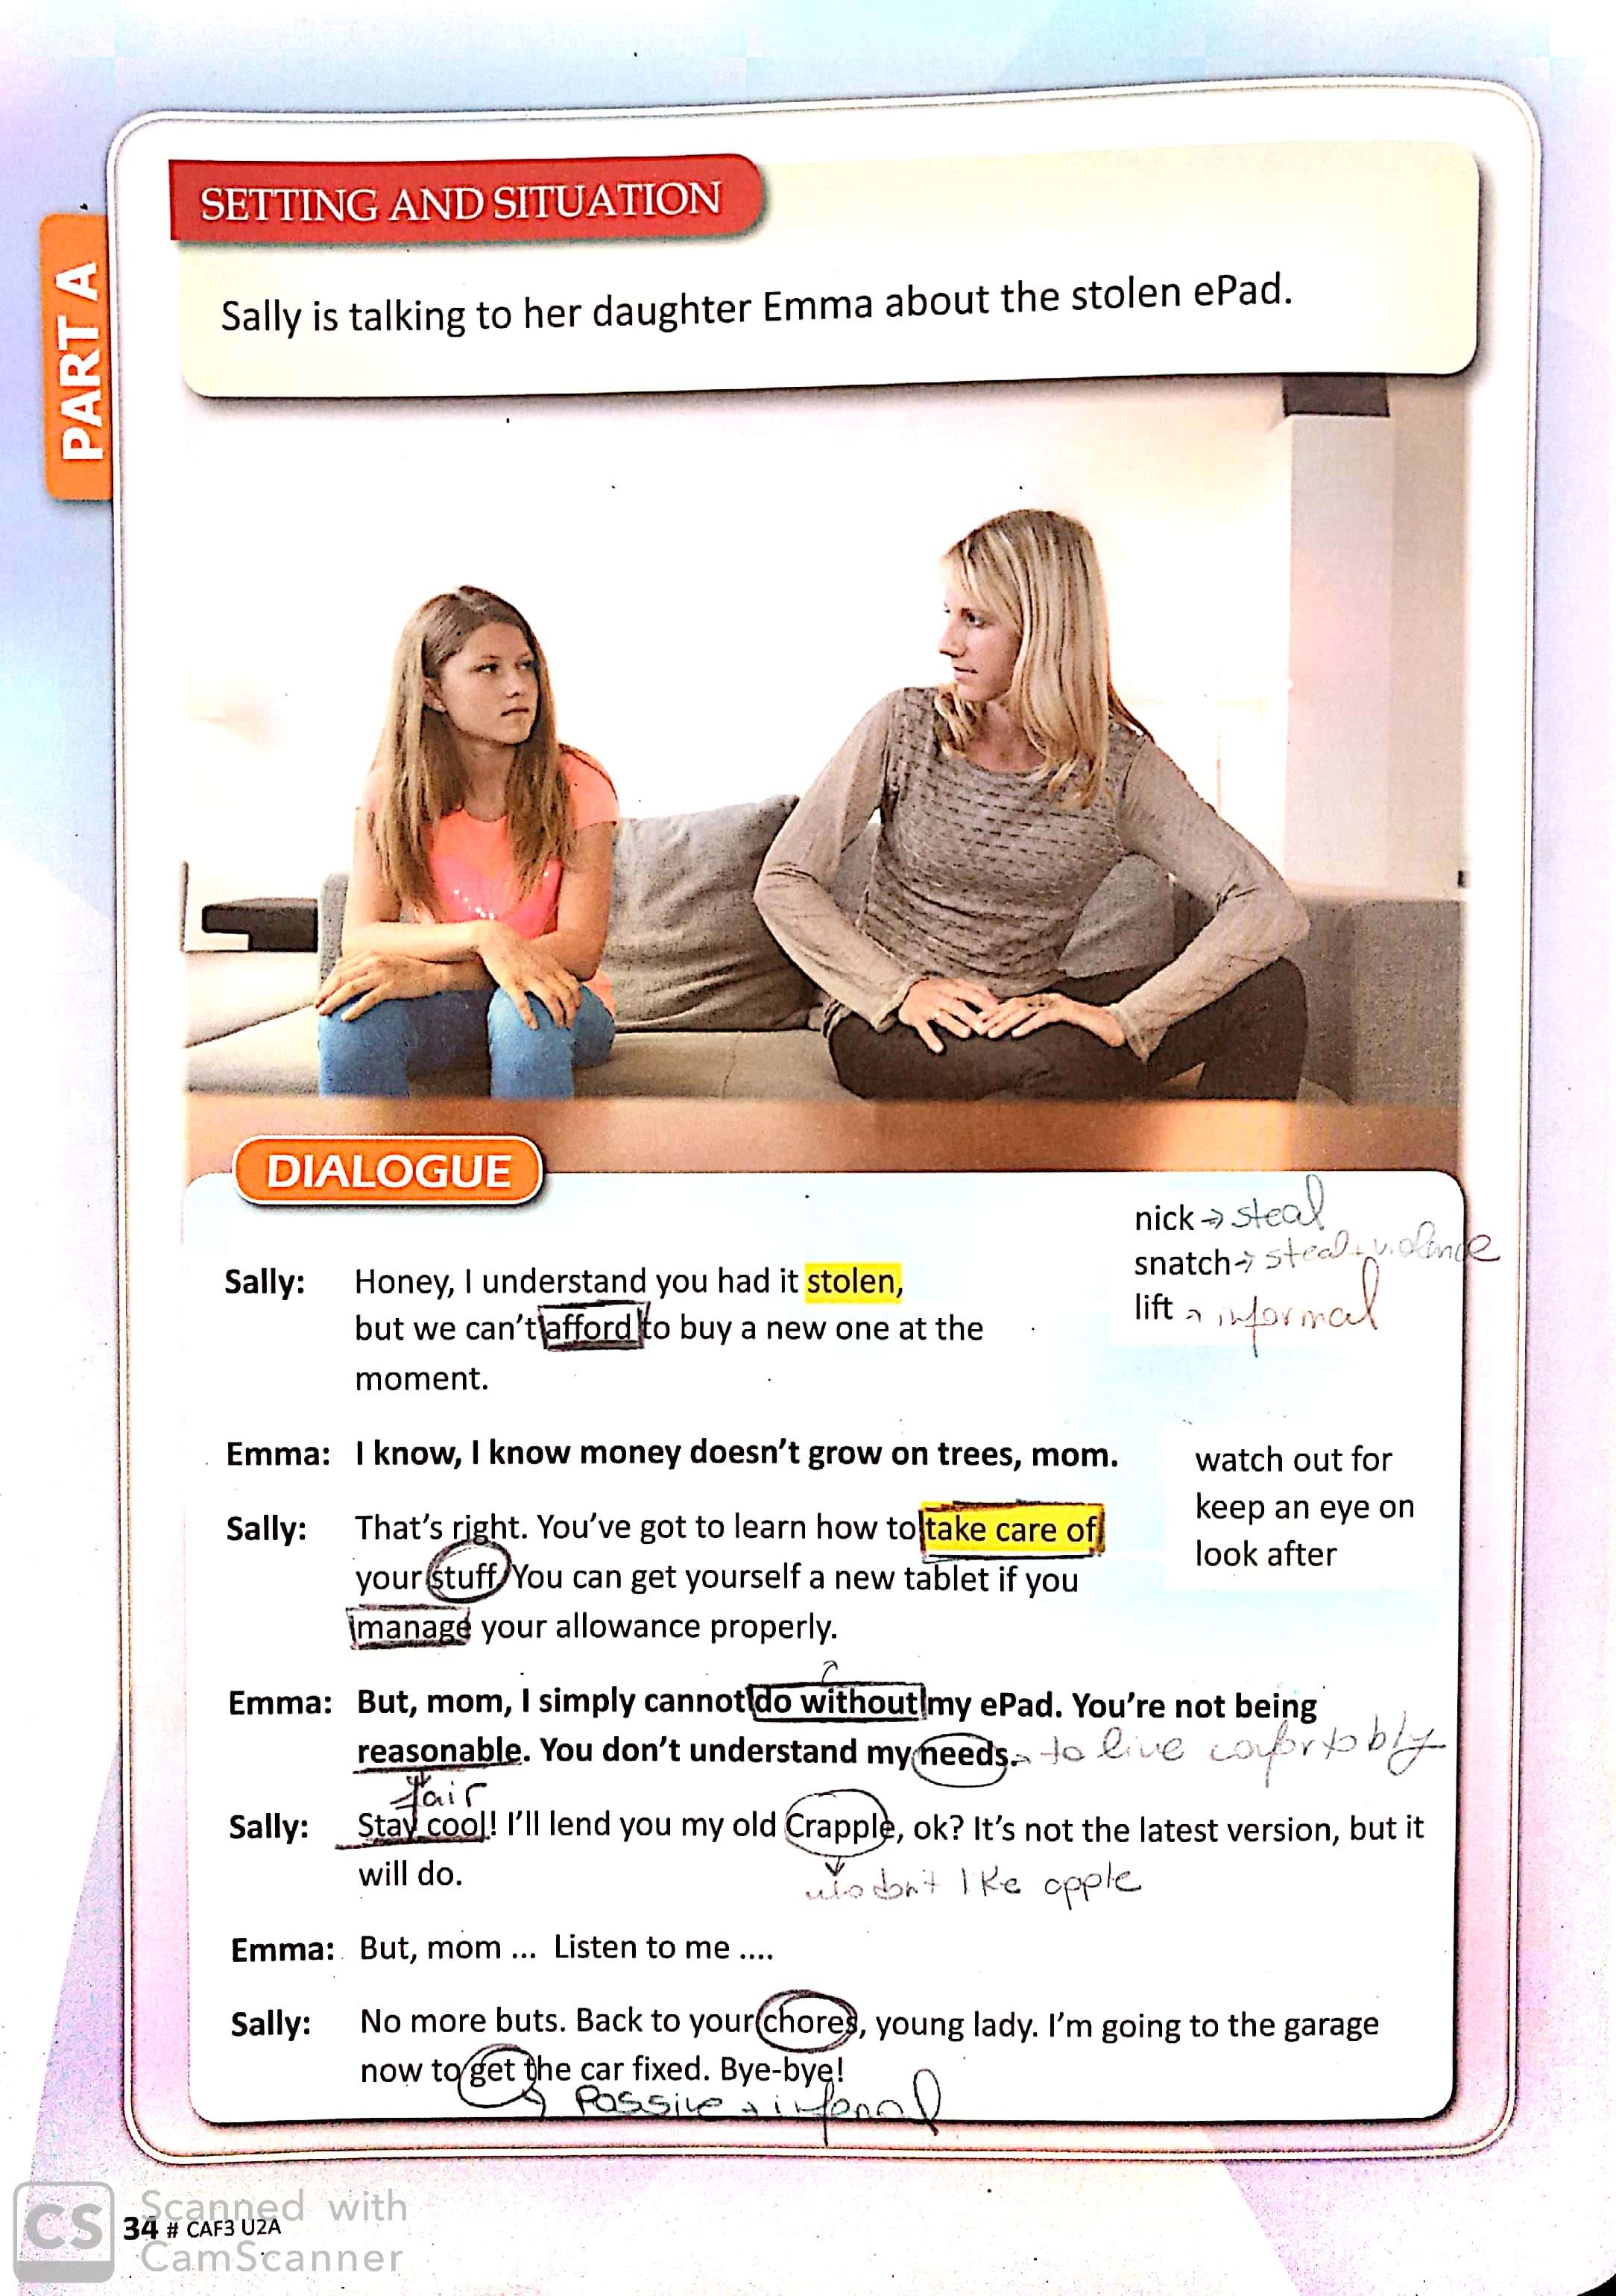 PART A
SETTING AND SITUATION
Sally is talking to her daughter Emma about the stolen ePad.
DIALOGUE
nick → steal
snatch → steal + violence
lift → informal
Sally: Honey, I understand you had it stolen,
but we can't afford to buy a new one at the
moment.
Emma: I know, I know money doesn't grow on trees, mom.
watch out for
keep an eye on
look after
Sally: That's right. You've got to learn how to take care of
your stuff. You can get yourself a new tablet if you
manage your allowance properly.
Emma: But, mom, I simply cannot do without my ePad. You're not being
reasonable. You don't understand my needs. → to live
fair
Sally: Stay cool! I'll lend you my old Crapple, ok? It's not the latest version, but it
will do.
don't like apple
Emma: But, mom ... Listen to me ....
Sally: No more buts. Back to your chores, young lady. I'm going to the garage
now to get the car fixed. Bye-bye!
Passive →
CS Scanned with
CamScanner
34 # CAF3 U2A